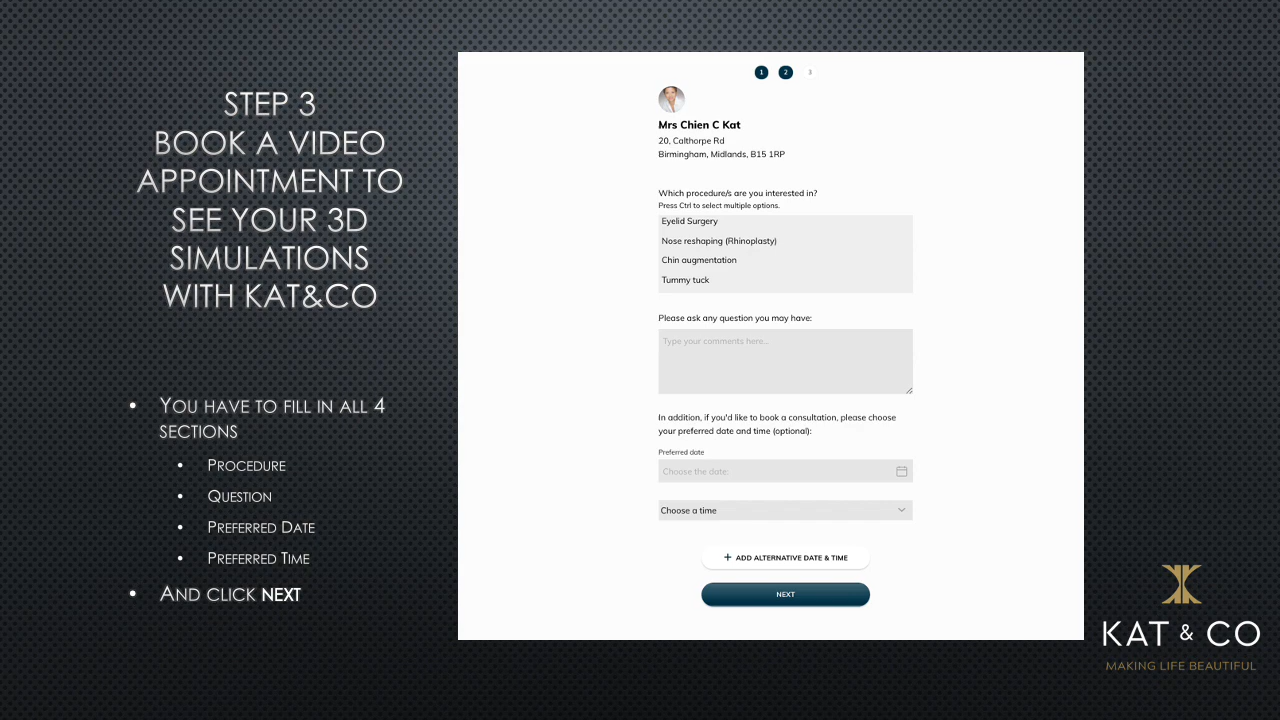 STEP 3
BOOK A VIDEO
APPOINTMENT TO
SEE YOUR 3D
SIMULATIONS
WITH KAT&CO
• YOU HAVE TO FILL IN ALL 4
SECTIONS
• PROCEDURE
• QUESTION
• PREFERRED DATE
• PREFERRED TIME
• AND CLICK NEXT
1 2 3
Mrs Chien C Kat
20, Calthorpe Rd
Birmingham, Midlands, B15 1RP
Which procedure/s are you interested in?
Press Ctrl to select multiple options.
Eyelid Surgery
Nose reshaping (Rhinoplasty)
Chin augmentation
Tummy tuck
Please ask any question you may have:
Type your comments here...
In addition, if you'd like to book a consultation, please choose
your preferred date and time (optional):
Preferred date
Choose the date:
Choose a time
+ ADD ALTERNATIVE DATE & TIME
NEXT
KAT & CO
MAKING LIFE BEAUTIFUL